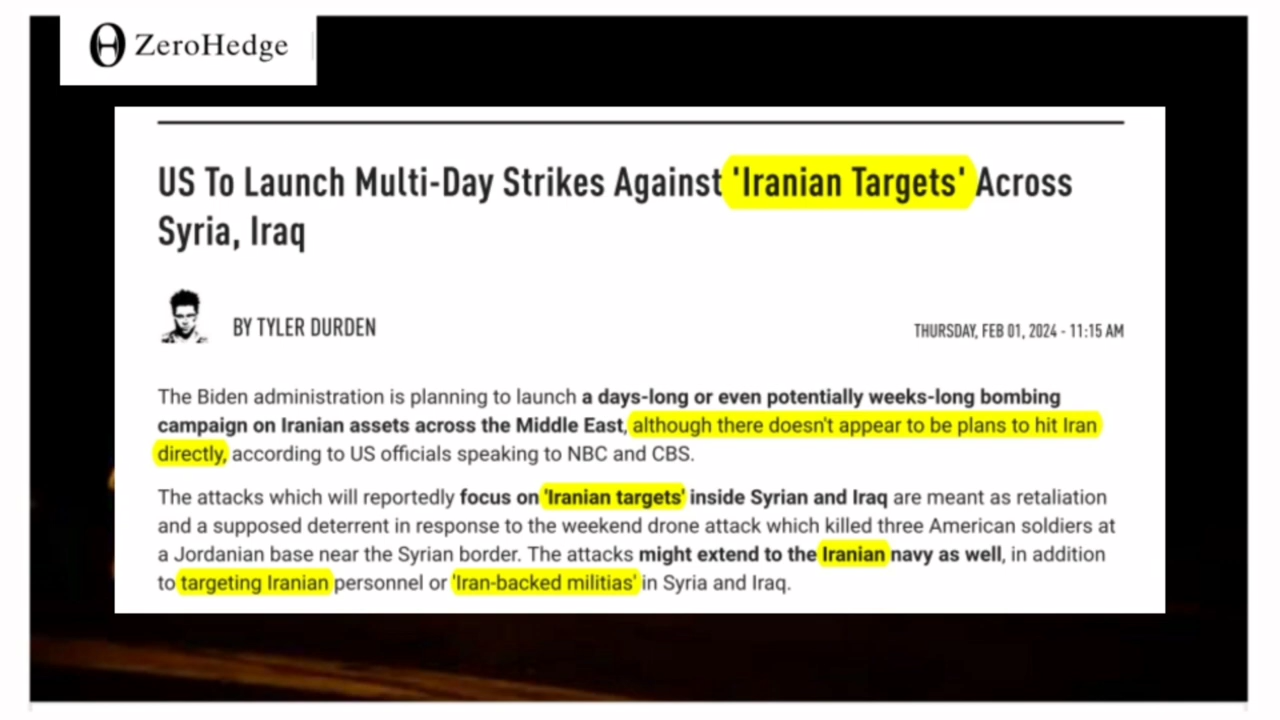 ZeroHedge
US To Launch Multi-Day Strikes Against 'Iranian Targets' Across
Syria, Iraq
BY TYLER DURDEN
THURSDAY, FEB 01, 2024 - 11:15 AM
The Biden administration is planning to launch a days-long or even potentially weeks-long bombing
campaign on Iranian assets across the Middle East, although there doesn't appear to be plans to hit Iran
directly, according to US officials speaking to NBC and CBS.
The attacks which will reportedly focus on 'Iranian targets' inside Syrian and Iraq are meant as retaliation
and a supposed deterrent in response to the weekend drone attack which killed three American soldiers at
a Jordanian base near the Syrian border. The attacks might extend to the Iranian navy as well, in addition
to targeting Iranian personnel or 'Iran-backed militias' in Syria and Iraq.